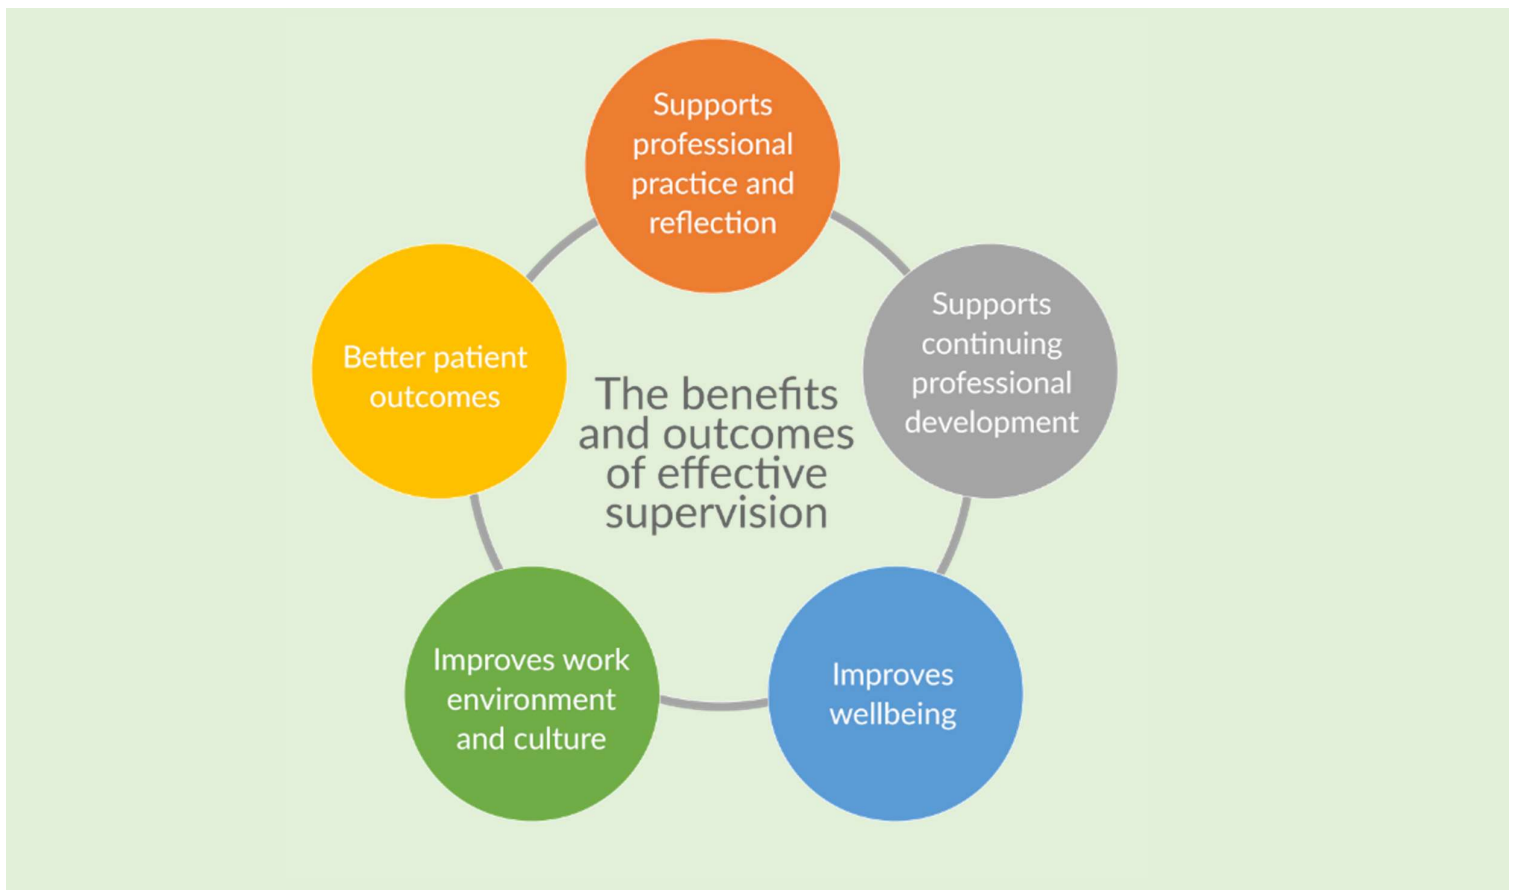 Supports
professional
practice and
reflection
Supports
continuing
professional
development
Improves
wellbeing
Improves work
environment
and culture
Better patient
outcomes
The benefits
and outcomes
of effective
supervision